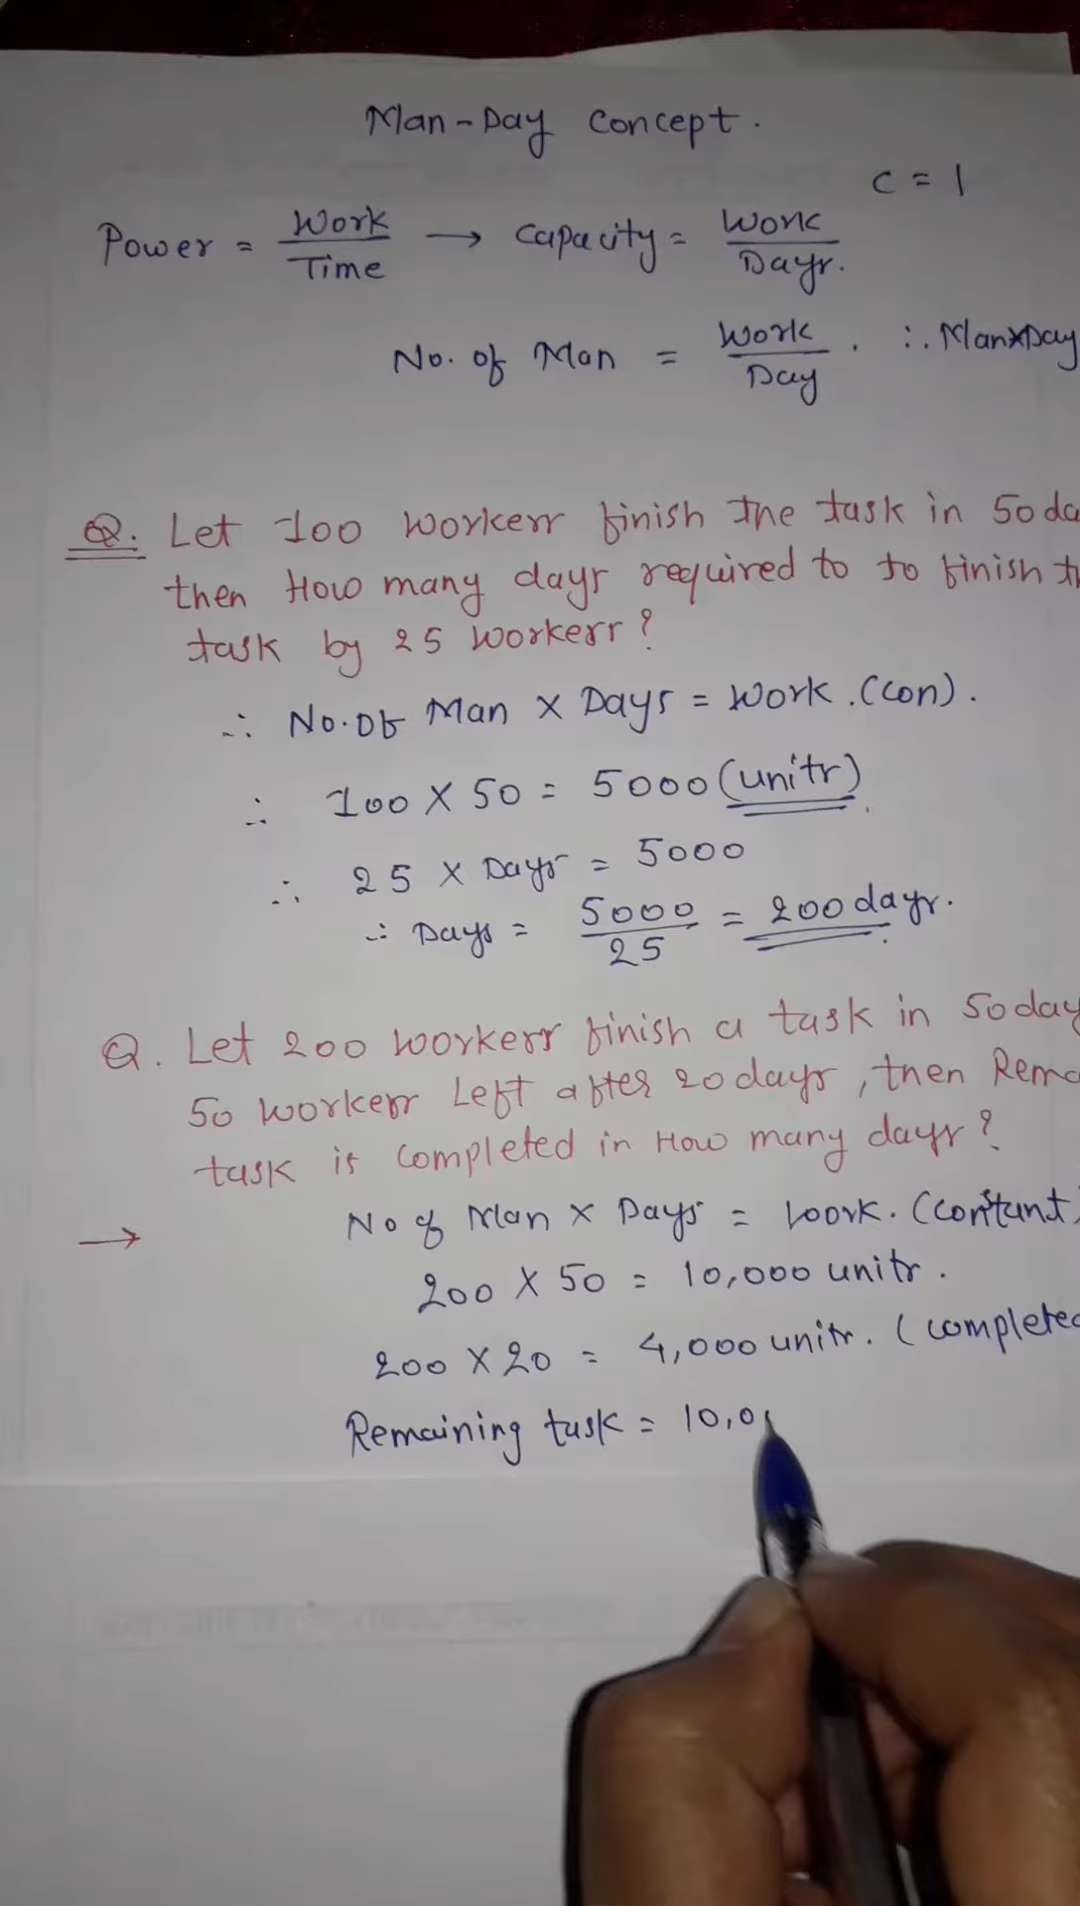 Man-Day concept.
c = 1
Power = Work / Time → capacity = Work / Days.
No. of Man = Work / Day . ∴ Man×Day
Q. Let 100 workers finish the task in 50 da
then How many days required to to finish th
task by 25 workers?
∴ No. Of Man × Days = Work. (con).
∴ 100 × 50 = 5000 (units).
∴ 25 × Days = 5000
∴ Days = 5000 / 25 = 200 days.
Q. Let 200 workers finish a task in 50 day
50 workers Left after 20 days, then Rema
task is completed in How many days?
→ No of Man × Days = work. (constant)
200 × 50 = 10,000 units.
200 × 20 = 4,000 units. (completed
Remaining task = 10,0